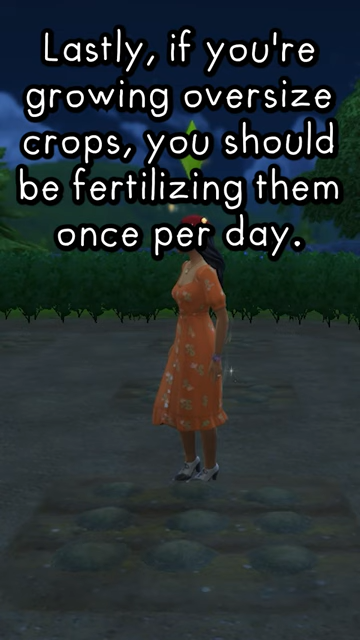 Lastly, if you're
growing oversize
crops, you should
be fertilizing them
once per day.